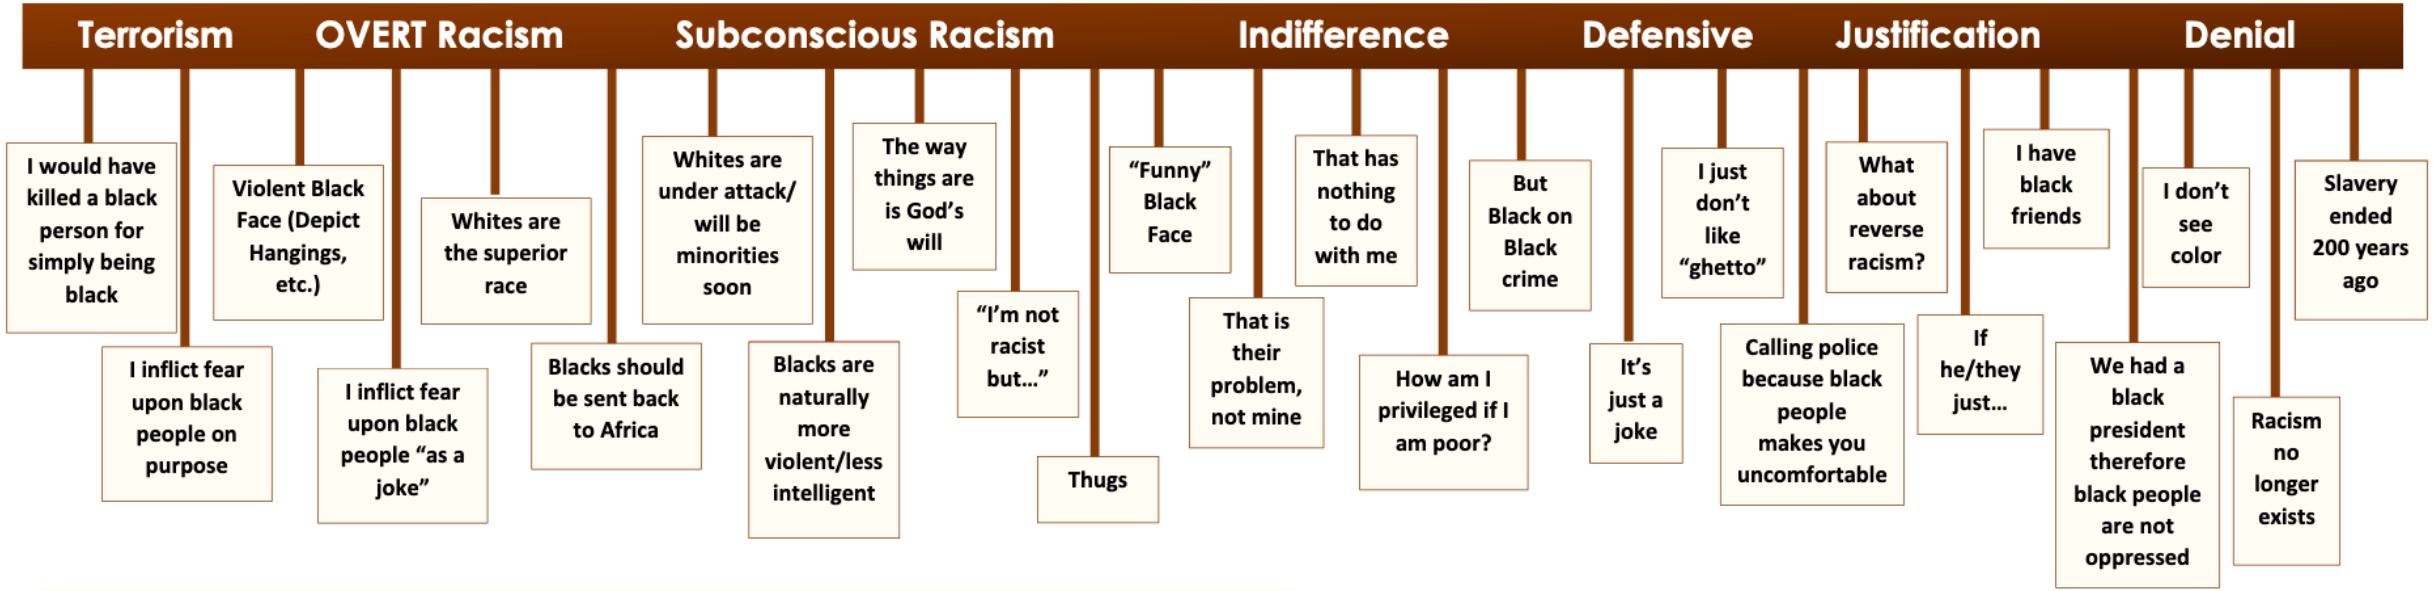 Terrorism
OVERT Racism
Subconscious Racism
Indifference
Defensive
Justification
Denial
I would have
killed a black
person for
simply being
black
I inflict fear
upon black
people on
purpose
Violent Black
Face (Depict
Hangings,
etc.)
I inflict fear
upon black
people “as a
joke”
Whites are
the superior
race
Blacks should
be sent back
to Africa
Whites are
under attack/
will be
minorities
soon
Blacks are
naturally
more
violent/less
intelligent
The way
things are
is God’s
will
“I’m not
racist
but...”
Thugs
“Funny”
Black
Face
That is
their
problem,
not mine
That has
nothing
to do
with me
How am I
privileged if I
am poor?
But
Black on
Black
crime
It’s
just a
joke
I just
don’t
like
“ghetto”
Calling police
because black
people
makes you
uncomfortable
What
about
reverse
racism?
If
he/they
just...
I have
black
friends
We had a
black
president
therefore
black people
are not
oppressed
I don’t
see
color
Racism
no
longer
exists
Slavery
ended
200 years
ago